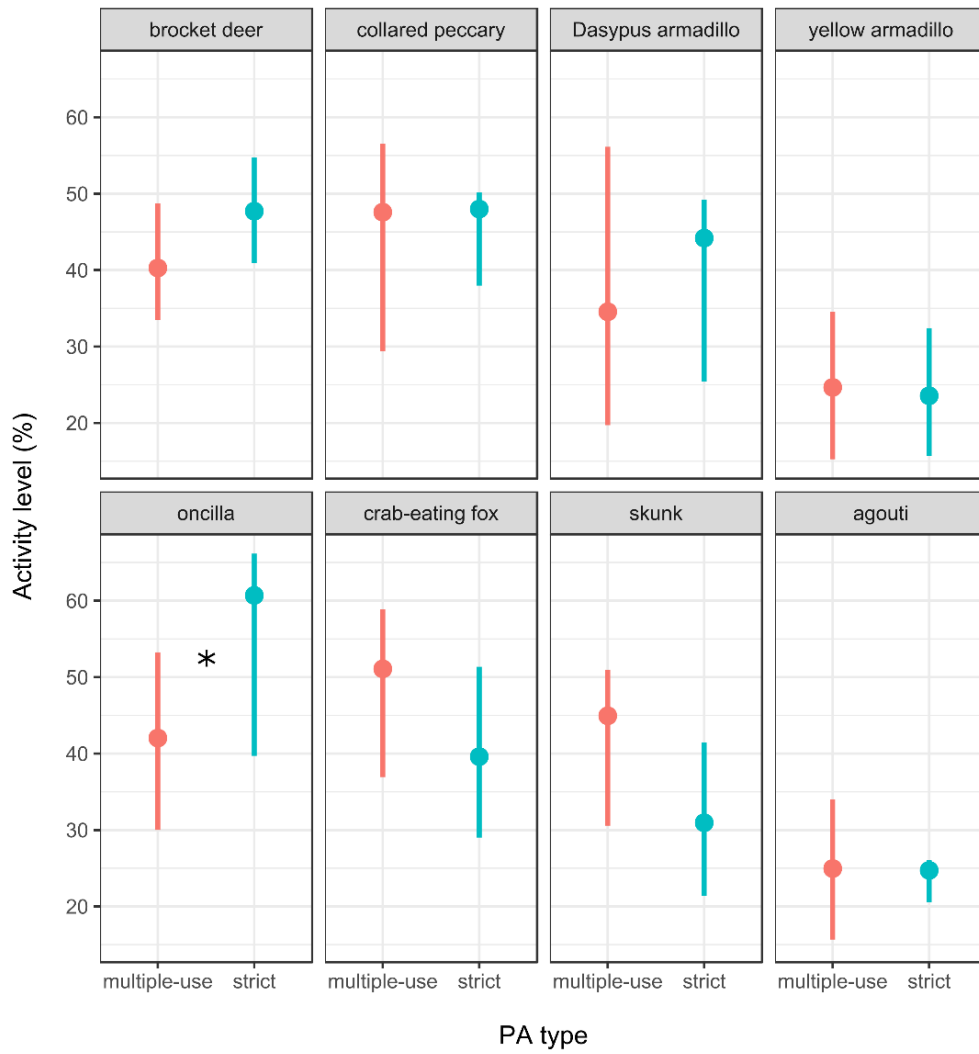 brocket deer collared peccary Dasypus armadillo yellow armadillo
60
50
40
30
20
oncilla crab-eating fox skunk agouti
60
50
*
40
30
20
Activity level (%)
multiple-use strict multiple-use strict multiple-use strict multiple-use strict
PA type